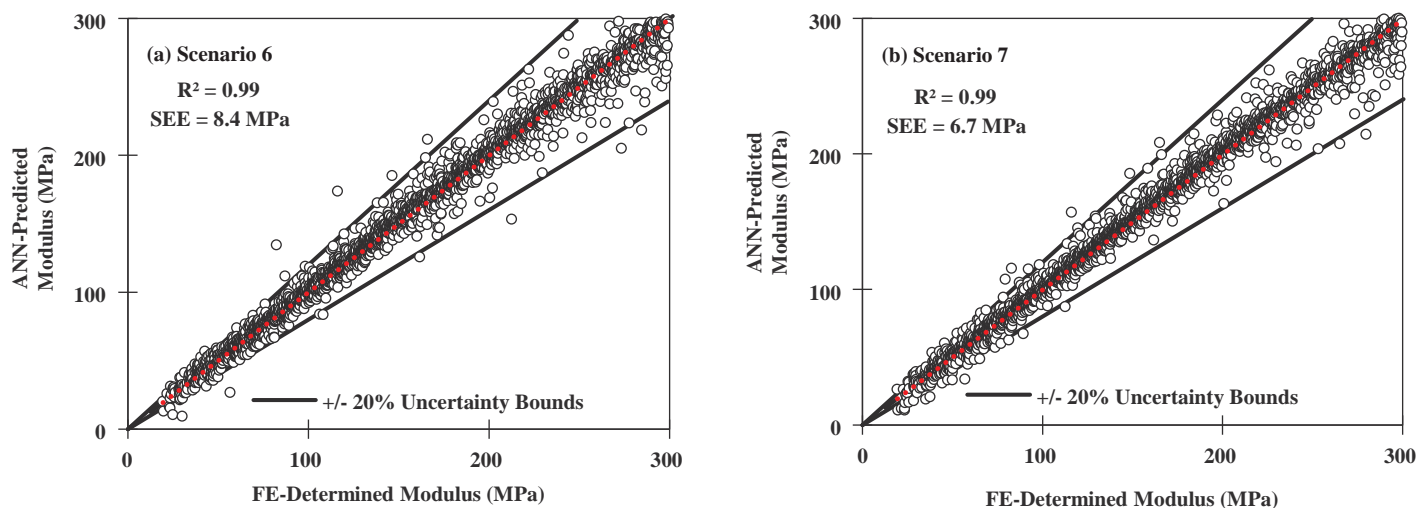 300
(a) Scenario 6
R² = 0.99
SEE = 8.4 MPa
200
ANN-Predicted
Modulus (MPa)
100
+/- 20% Uncertainty Bounds
0
0
100
200
300
FE-Determined Modulus (MPa)
300
(b) Scenario 7
R² = 0.99
SEE = 6.7 MPa
200
ANN-Predicted
Modulus (MPa)
100
+/- 20% Uncertainty Bounds
0
0
100
200
300
FE-Determined Modulus (MPa)